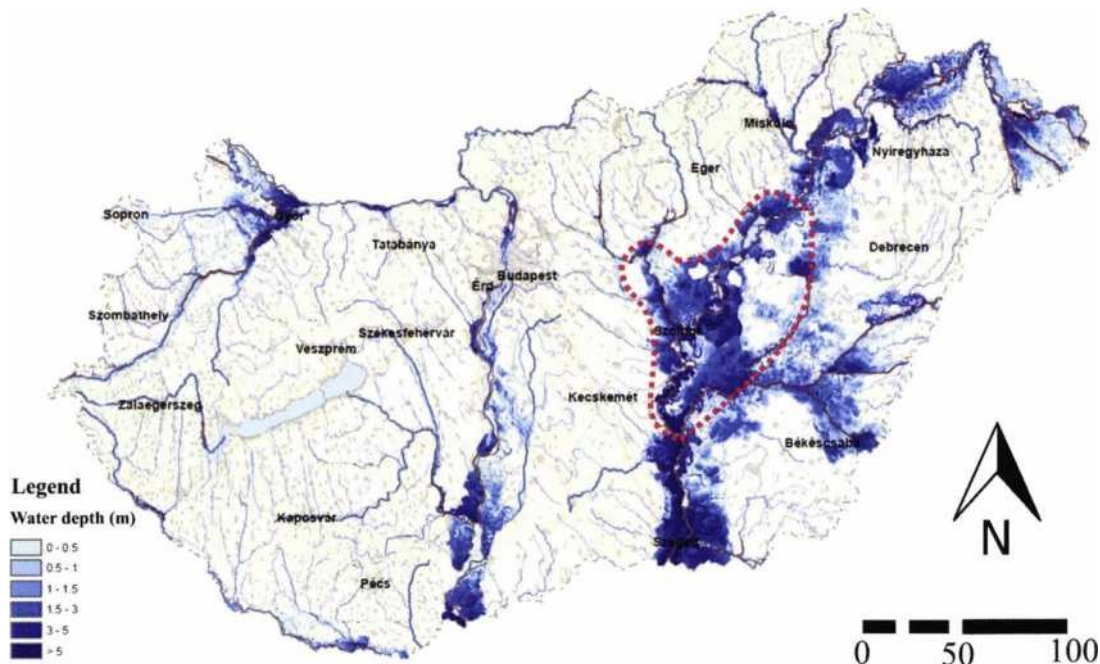 Miskolc
Nyíregyháza
Eger
Sopron
Győr
Tatabánya
Debrecen
Budapest
Érd
Szombathely
Székesfehérvár
Szolnok
Veszprém
Kecskemét
Zalaegerszeg
Békéscsaba
Legend
Water depth (m)
0 - 0.5
0.5 - 1
1 - 1.5
1.5 - 3
3 - 5
> 5
Kaposvár
Szeged
Pécs
N
0 50 100